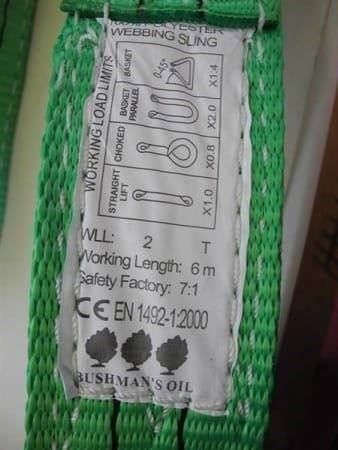 100% POLYESTER
WEBBING SLING
WORKING LOAD LIMITS
STRAIGHT LIFT X1.0
CHOKED X0.8
BASKET PARALLEL X2.0
BASKET 0-45° X1.4
WLL: 2 T
Working Length: 6 m
Safety Factory: 7:1
CE EN 1492-1:2000
BUSHMAN'S OIL